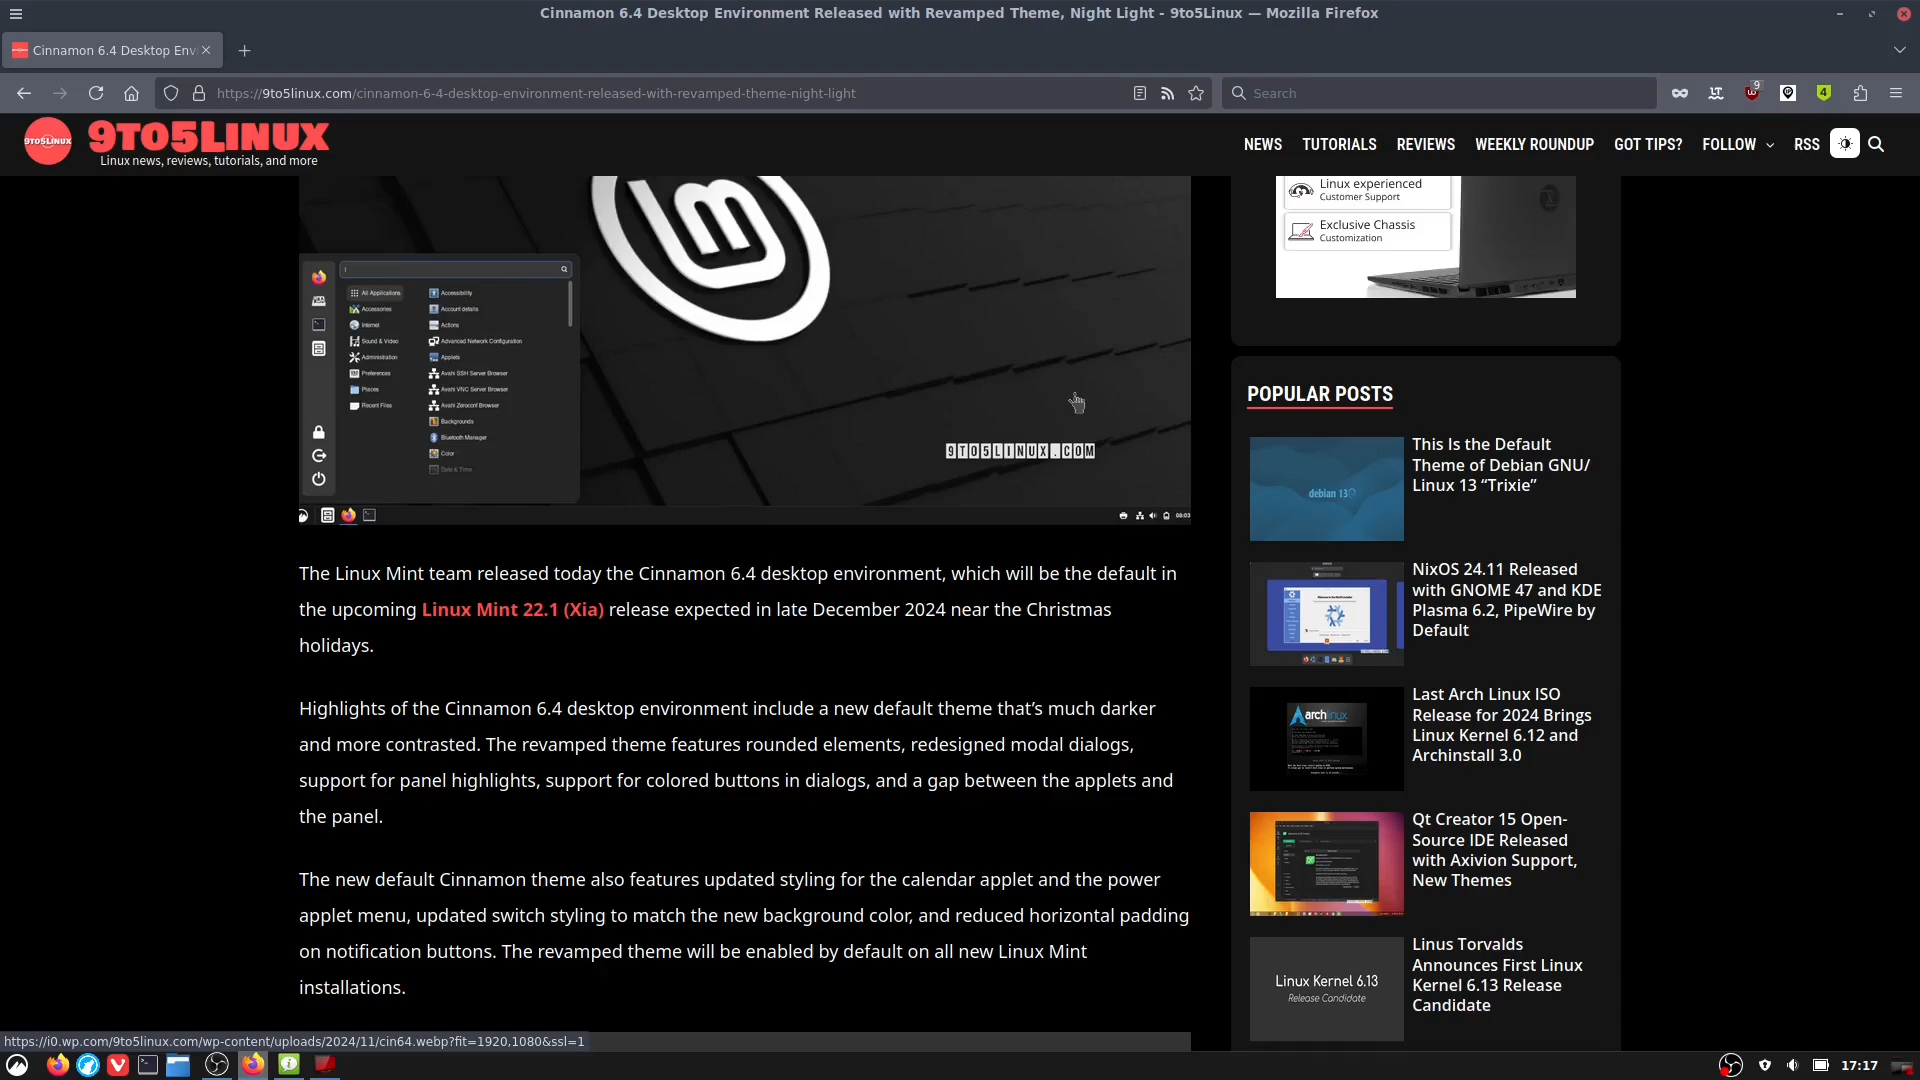 Cinnamon 6.4 Desktop Environment Released with Revamped Theme, Night Light - 9to5Linux — Mozilla Firefox
Cinnamon 6.4 Desktop Env
https://9to5linux.com/cinnamon-6-4-desktop-environment-released-with-revamped-theme-night-light
Search
9
4
9TO5LINUX
9TO5LINUX
Linux news, reviews, tutorials, and more
NEWS
TUTORIALS
REVIEWS
WEEKLY ROUNDUP
GOT TIPS?
FOLLOW
RSS
All Applications
Accessories
Internet
Sound & Video
Administration
Preferences
Places
Recent Files
Accessibility
Account details
Actions
Advanced Network Configuration
Applets
Avahi SSH Server Browser
Avahi VNC Server Browser
Avahi Zeroconf Browser
Backgrounds
Bluetooth Manager
Color
Date & Time
9TO5LINUX.COM
06:03
The Linux Mint team released today the Cinnamon 6.4 desktop environment, which will be the default in
the upcoming Linux Mint 22.1 (Xia) release expected in late December 2024 near the Christmas
holidays.
Highlights of the Cinnamon 6.4 desktop environment include a new default theme that’s much darker
and more contrasted. The revamped theme features rounded elements, redesigned modal dialogs,
support for panel highlights, support for colored buttons in dialogs, and a gap between the applets and
the panel.
The new default Cinnamon theme also features updated styling for the calendar applet and the power
applet menu, updated switch styling to match the new background color, and reduced horizontal padding
on notification buttons. The revamped theme will be enabled by default on all new Linux Mint
installations.
Linux experienced
Customer Support
Exclusive Chassis
Customization
POPULAR POSTS
debian 13
This Is the Default
Theme of Debian GNU/
Linux 13 “Trixie”
NixOS 24.11 Released
with GNOME 47 and KDE
Plasma 6.2, PipeWire by
Default
archlinux
Last Arch Linux ISO
Release for 2024 Brings
Linux Kernel 6.12 and
Archinstall 3.0
Qt Creator 15 Open-
Source IDE Released
with Axivion Support,
New Themes
Linux Kernel 6.13
Release Candidate
Linus Torvalds
Announces First Linux
Kernel 6.13 Release
Candidate
https://i0.wp.com/9to5linux.com/wp-content/uploads/2024/11/cin64.webp?fit=1920,1080&ssl=1
17:17